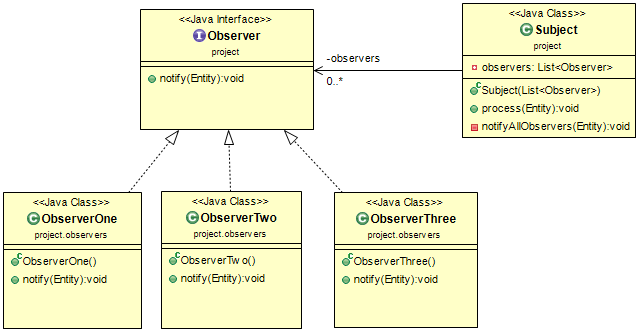 <<Java Interface>>
Observer
project
notify(Entity):void
-observers
0..*
<<Java Class>>
Subject
project
observers: List<Observer>
Subject(List<Observer>)
process(Entity):void
notifyAllObservers(Entity):void
<<Java Class>>
ObserverOne
project.observers
ObserverOne()
notify(Entity):void
<<Java Class>>
ObserverTwo
project.observers
ObserverTwo()
notify(Entity):void
<<Java Class>>
ObserverThree
project.observers
ObserverThree()
notify(Entity):void